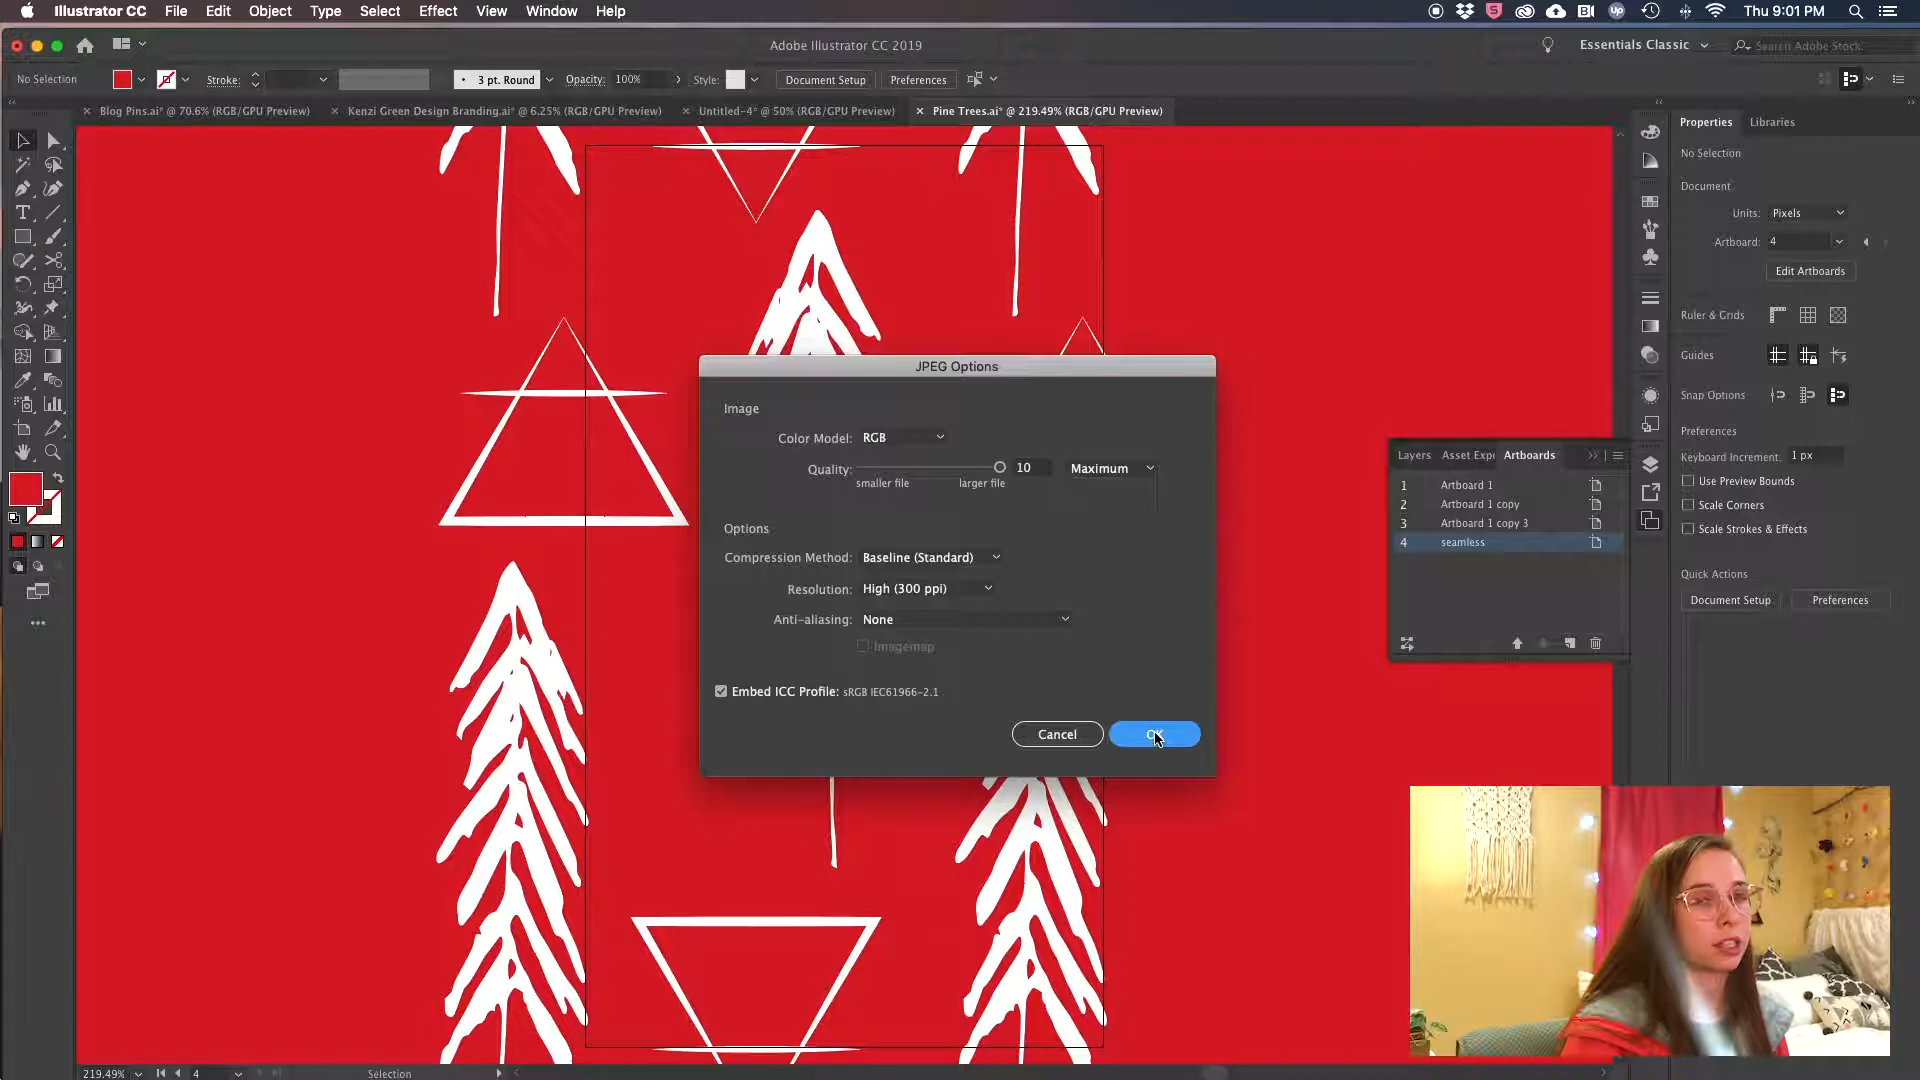 Illustrator CC File Edit Object Type Select Effect View Window Help
Thu 9:01 PM
Adobe Illustrator CC 2019
Essentials Classic
Search Adobe Stock
No Selection
Stroke:
3 pt. Round
Opacity: 100%
Style:
Document Setup
Preferences
Blog Pins.ai* @ 70.6% (RGB/GPU Preview)
Kenzi Green Design Branding.ai* @ 6.25% (RGB/GPU Preview)
Untitled-4* @ 50% (RGB/GPU Preview)
Pine Trees.ai* @ 219.49% (RGB/GPU Preview)
Properties Libraries
No Selection
Document
Units: Pixels
Artboard: 4
Edit Artboards
Ruler & Grids
Guides
Snap Options
Preferences
Keyboard Increment: 1 px
Use Preview Bounds
Scale Corners
Scale Strokes & Effects
Quick Actions
Document Setup Preferences
JPEG Options
Image
Color Model: RGB
Quality: 10 Maximum
smaller file larger file
Options
Compression Method: Baseline (Standard)
Resolution: High (300 ppi)
Anti-aliasing: None
Imagemap
Embed ICC Profile: sRGB IEC61966-2.1
Cancel OK
Layers Asset Expo Artboards
1 Artboard 1
2 Artboard 1 copy
3 Artboard 1 copy 3
4 seamless
219.49% 4 Selection